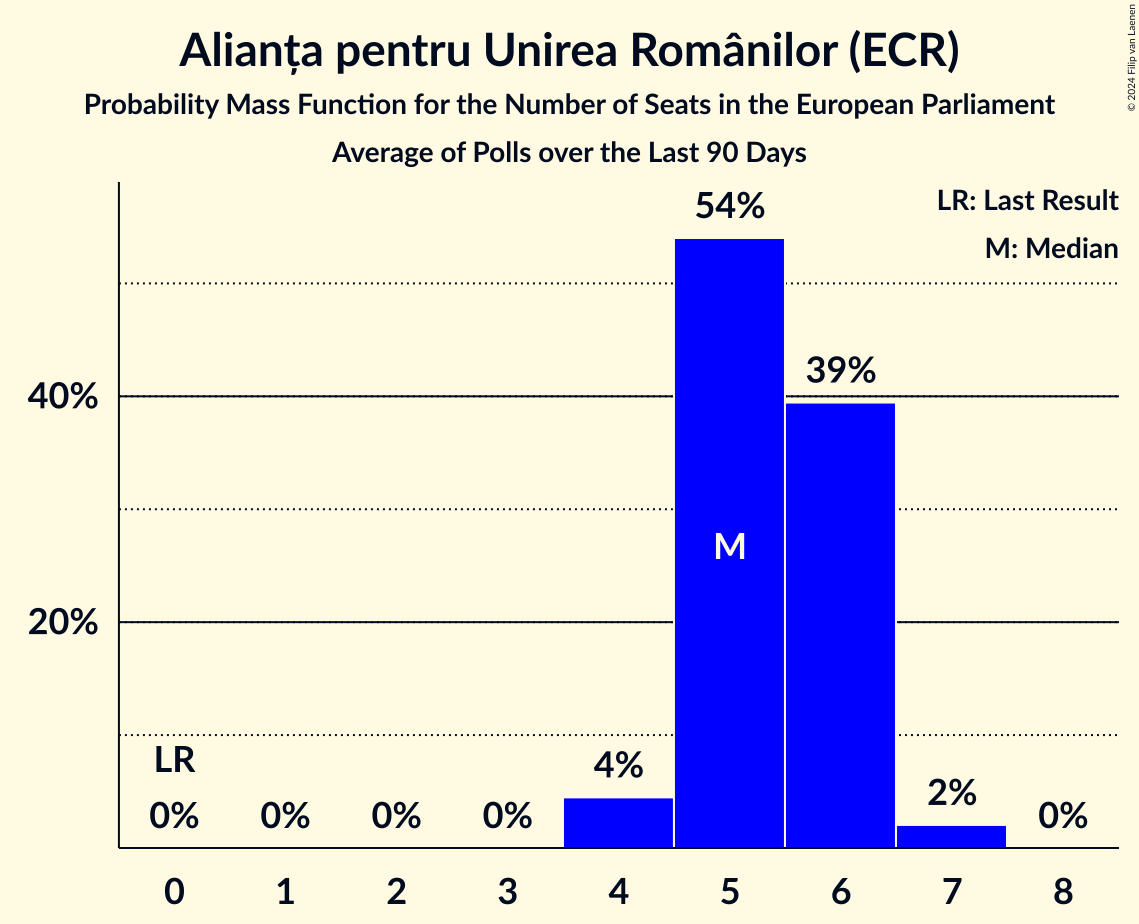 Alianța pentru Unirea Românilor (ECR)
Probability Mass Function for the Number of Seats in the European Parliament
Average of Polls over the Last 90 Days
© 2024 Filip van Laenen
LR: Last Result
M: Median
54%
39%
40%
M
20%
LR
4%
2%
0% 0% 0% 0% 0%
0 1 2 3 4 5 6 7 8